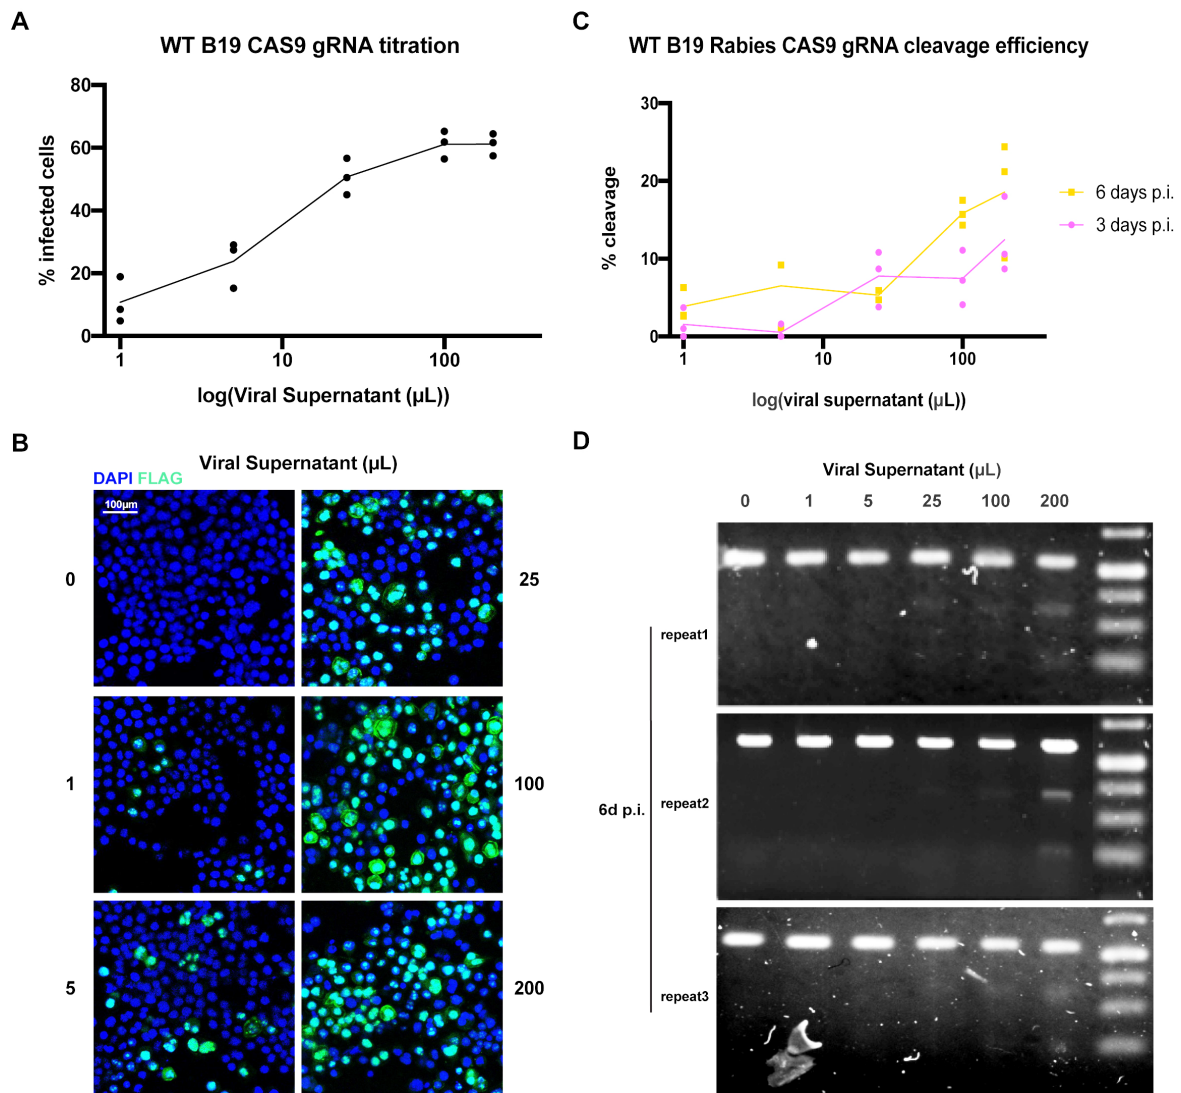 A
WT B19 CAS9 gRNA titration
80
60
40
20
0
% infected cells
1
10
100
log(Viral Supernatant (µL))
C
WT B19 Rabies CAS9 gRNA cleavage efficiency
30
20
10
0
% cleavage
1
10
100
log(viral supernatant (µL))
6 days p.i.
3 days p.i.
B
Viral Supernatant (µL)
DAPI FLAG
100µm
0
25
1
100
5
200
D
Viral Supernatant (µL)
0 1 5 25 100 200
repeat1
6d p.i.
repeat2
repeat3